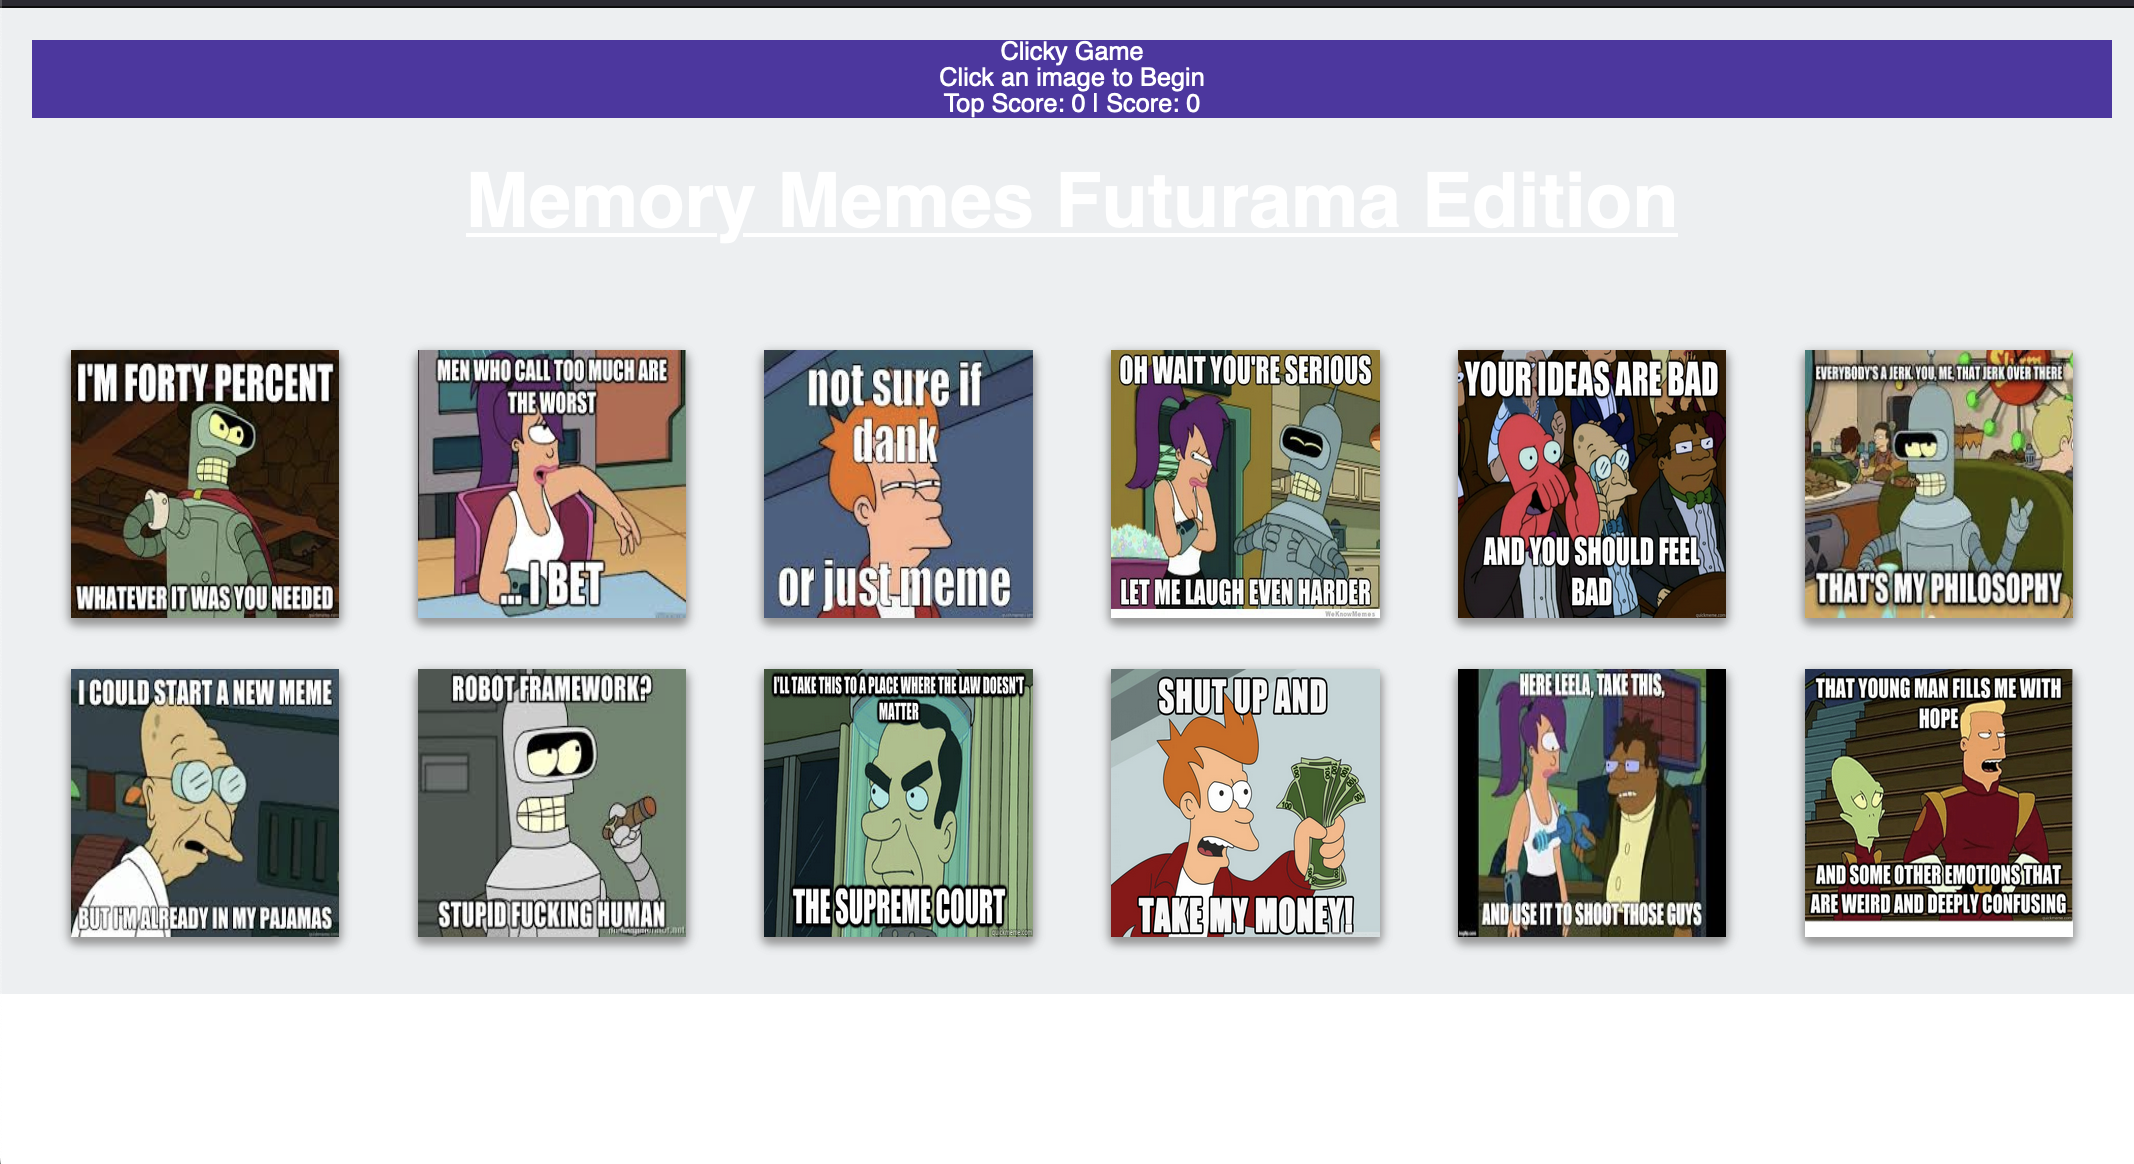 Clicky Game
Click an image to Begin
Top Score: 0 | Score: 0
Memory Memes Futurama Edition
I'M FORTY PERCENT
WHATEVER IT WAS YOU NEEDED
MEN WHO CALL TOO MUCH ARE
THE WORST
...I BET
not sure if
dank
or just meme
OH WAIT YOU'RE SERIOUS
LET ME LAUGH EVEN HARDER
WeKnowMemes
YOUR IDEAS ARE BAD
AND YOU SHOULD FEEL
BAD
EVERYBODY'S A JERK. YOU, ME, THAT JERK OVER THERE
THAT'S MY PHILOSOPHY
I COULD START A NEW MEME
BUT I'M ALREADY IN MY PAJAMAS
ROBOT FRAMEWORK?
STUPID FUCKING HUMAN
I'LL TAKE THIS TO A PLACE WHERE THE LAW DOESN'T
MATTER
THE SUPREME COURT
quickmeme.com
SHUT UP AND
TAKE MY MONEY!
HERE LEELA, TAKE THIS,
AND USE IT TO SHOOT THOSE GUYS
THAT YOUNG MAN FILLS ME WITH
HOPE
AND SOME OTHER EMOTIONS THAT
ARE WEIRD AND DEEPLY CONFUSING